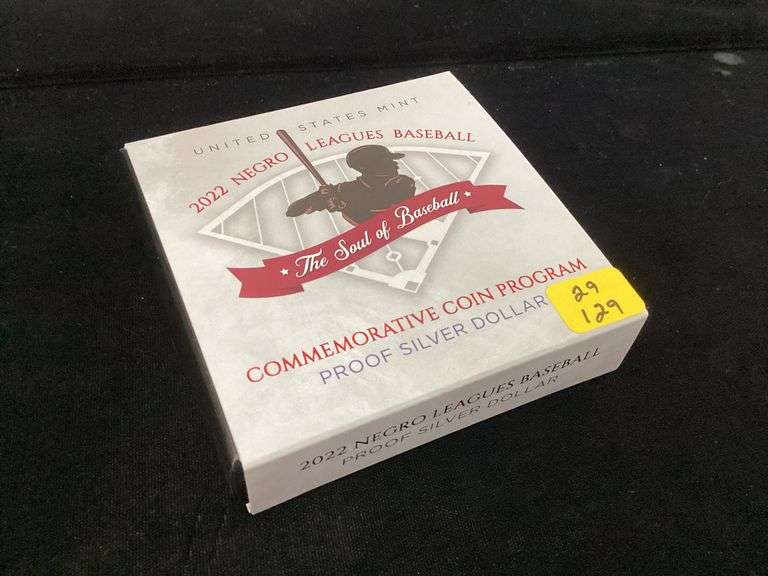 UNITED STATES MINT
2022 NEGRO LEAGUES BASEBALL
The Soul of Baseball
COMMEMORATIVE COIN PROGRAM
PROOF SILVER DOLLAR
29
129
2022 NEGRO LEAGUES BASEBALL
PROOF SILVER DOLLAR